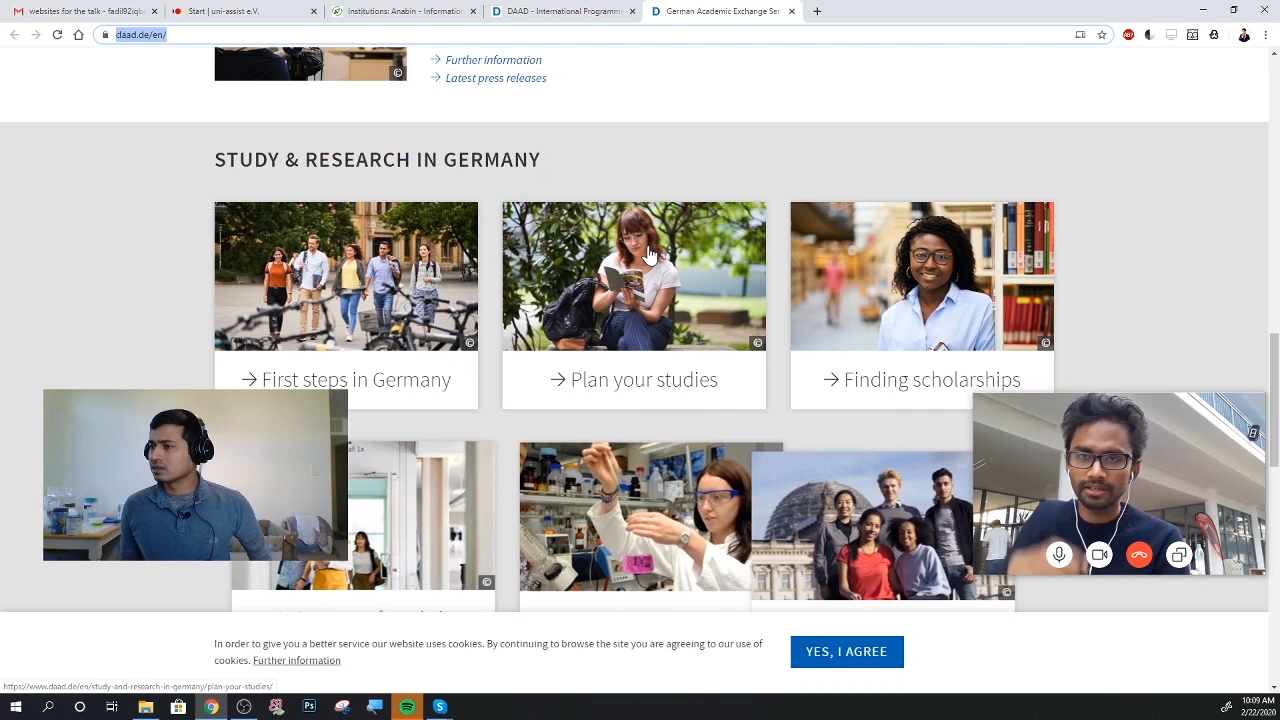 websites for the talk - fadil92iqba
Start | uni-assist e.V.
Institutions: Anabin - Information
DAAD - International Programme
German Academic Exchange Ser
daad.de/en/
Further information
©
Latest press releases
STUDY & RESEARCH IN GERMANY
© © ©
First steps in Germany
Plan your studies
Finding scholarships
©
©
In order to give you a better service our website uses cookies. By continuing to browse the site you are agreeing to our use of
cookies. Further information
YES, I AGREE
https://www.daad.de/en/study-and-research-in-germany/plan-your-studies/
10:09 AM
2/22/2020